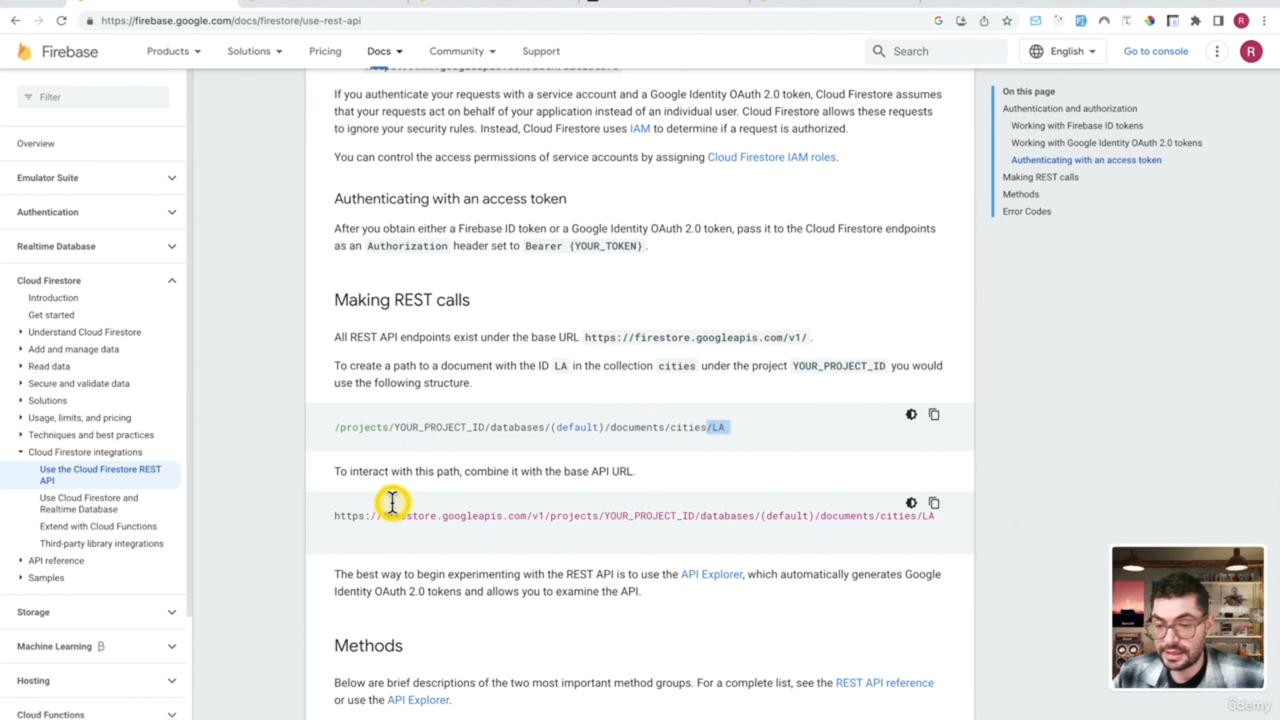 https://firebase.google.com/docs/firestore/use-rest-api
R
Firebase
Products
Solutions
Pricing
Docs
Community
Support
Search
English
Go to console
R
Filter
Overview
Emulator Suite
Authentication
Realtime Database
Cloud Firestore
Introduction
Get started
Understand Cloud Firestore
Add and manage data
Read data
Secure and validate data
Solutions
Usage, limits, and pricing
Techniques and best practices
Cloud Firestore integrations
Use the Cloud Firestore REST
API
Use Cloud Firestore and
Realtime Database
Extend with Cloud Functions
Third-party library integrations
API reference
Samples
Storage
Machine Learning β
Hosting
Cloud Functions
If you authenticate your requests with a service account and a Google Identity OAuth 2.0 token, Cloud Firestore assumes
that your requests act on behalf of your application instead of an individual user. Cloud Firestore allows these requests
to ignore your security rules. Instead, Cloud Firestore uses IAM to determine if a request is authorized.
You can control the access permissions of service accounts by assigning Cloud Firestore IAM roles.
Authenticating with an access token
After you obtain either a Firebase ID token or a Google Identity OAuth 2.0 token, pass it to the Cloud Firestore endpoints
as an Authorization header set to Bearer {YOUR_TOKEN}.
Making REST calls
All REST API endpoints exist under the base URL https://firestore.googleapis.com/v1/.
To create a path to a document with the ID LA in the collection cities under the project YOUR_PROJECT_ID you would
use the following structure.
/projects/YOUR_PROJECT_ID/databases/(default)/documents/cities/LA
To interact with this path, combine it with the base API URL.
https://firestore.googleapis.com/v1/projects/YOUR_PROJECT_ID/databases/(default)/documents/cities/LA
The best way to begin experimenting with the REST API is to use the API Explorer, which automatically generates Google
Identity OAuth 2.0 tokens and allows you to examine the API.
Methods
Below are brief descriptions of the two most important method groups. For a complete list, see the REST API reference
or use the API Explorer.
On this page
Authentication and authorization
Working with Firebase ID tokens
Working with Google Identity OAuth 2.0 tokens
Authenticating with an access token
Making REST calls
Methods
Error Codes
ûdemy